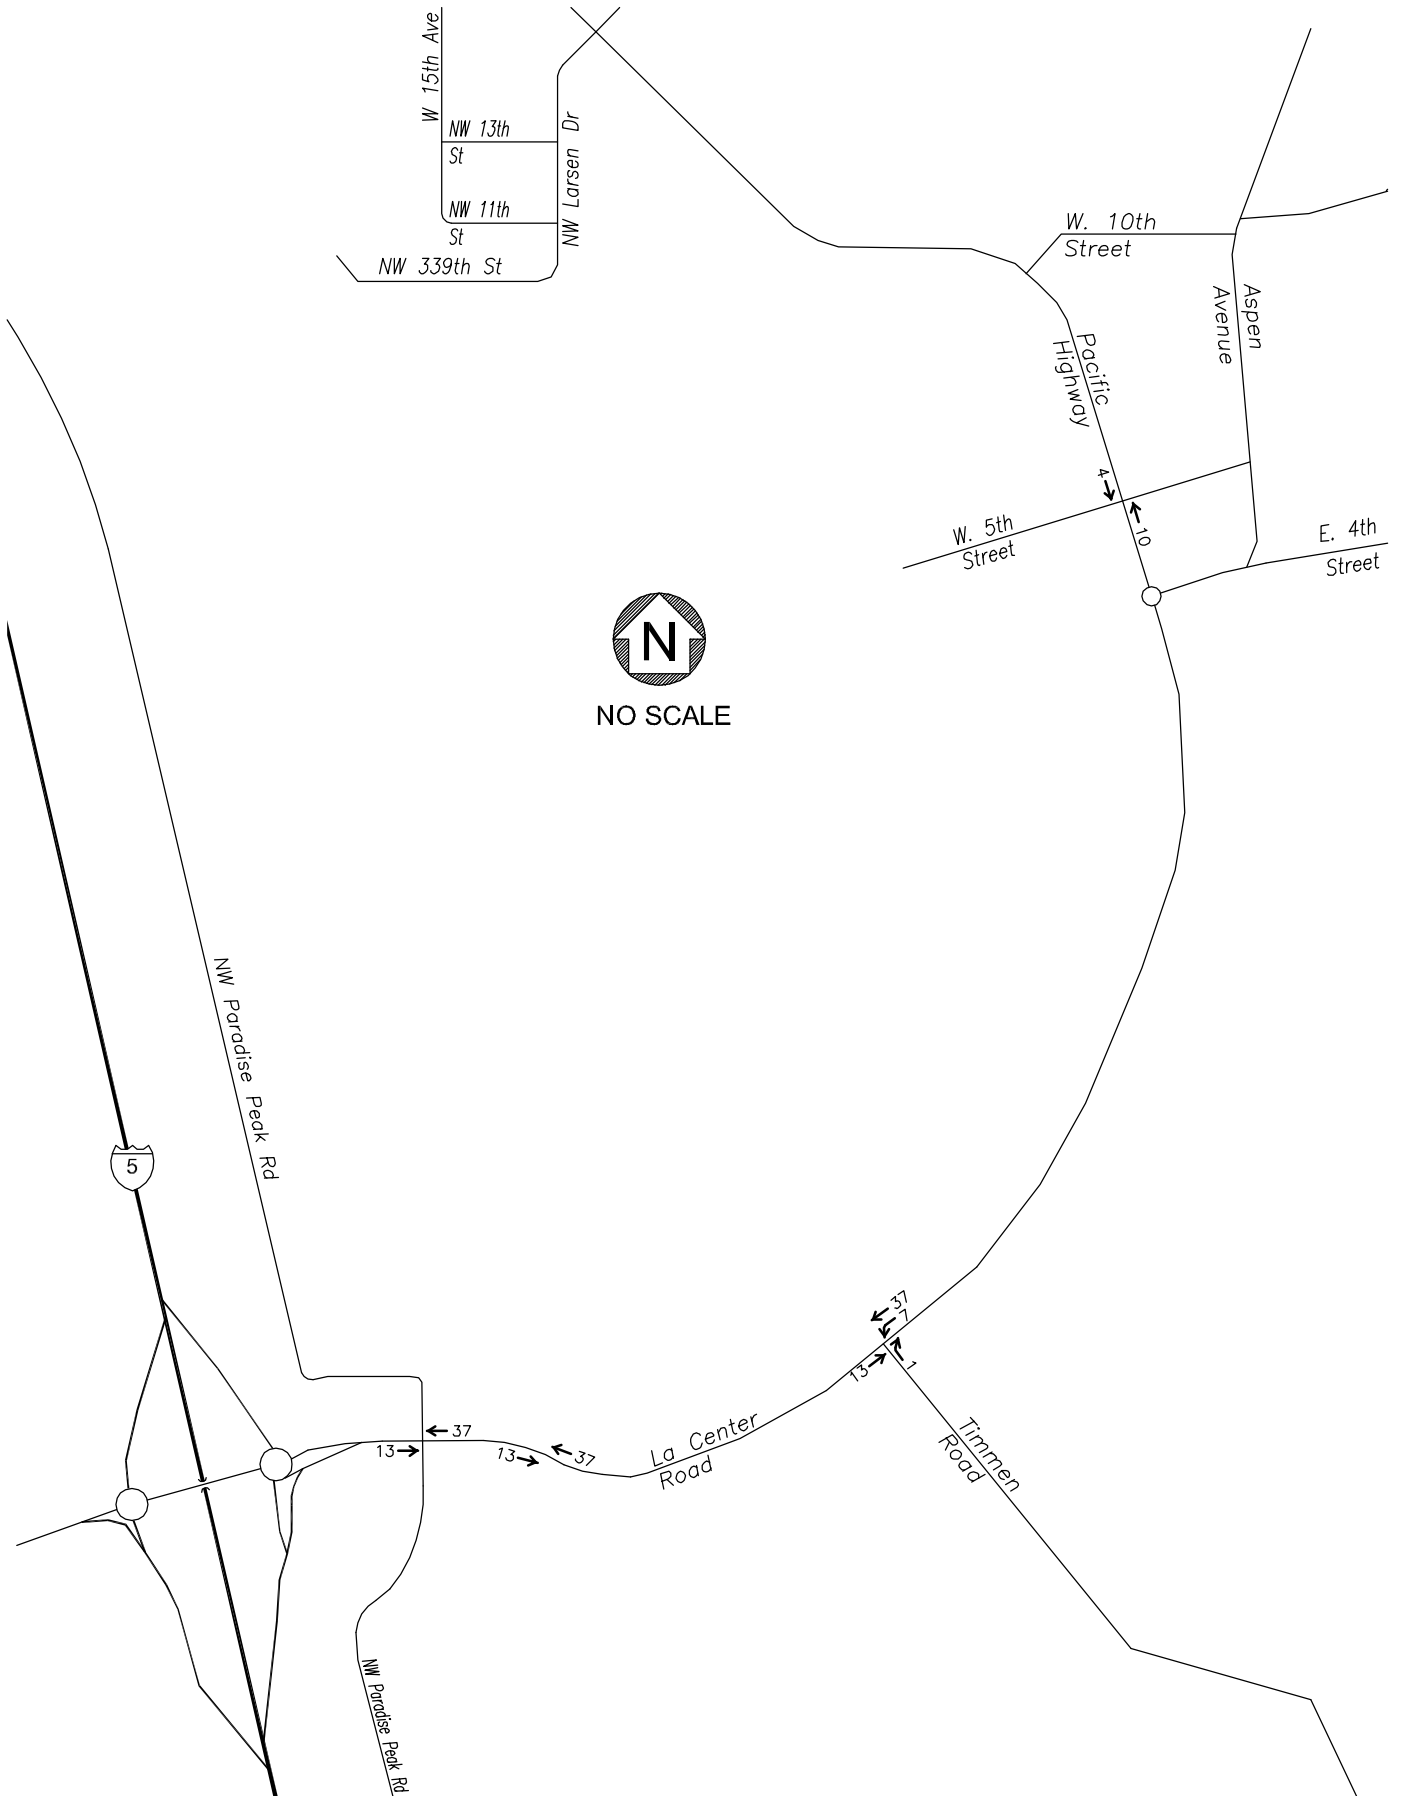 W 15th Ave
NW 13th
St
NW Larsen Dr
NW 11th
St
NW 339th St
W. 10th
Street
Aspen
Avenue
Pacific
Highway
4
10
W. 5th
Street
E. 4th
Street
N
NO SCALE
NW Paradise Peak Rd
5
37
7
13
1
37
13
13
37
La Center
Road
Timmen
Road
NW Paradise Peak Rd